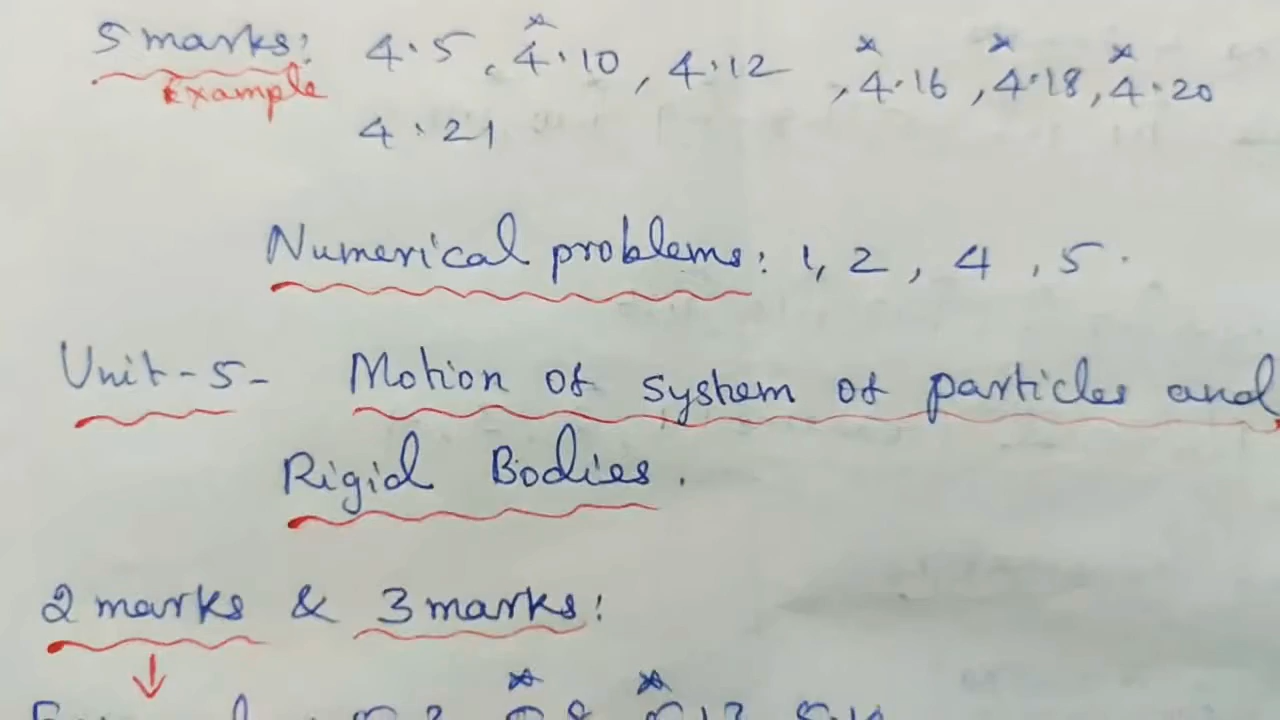 5 marks: 4.5, 4.10, 4.12, 4.16, 4.18, 4.20
Example
4.21
Numerical problems: 1, 2, 4, 5.
Unit-5- Motion of system of particles and
Rigid Bodies.
2 marks & 3 marks: